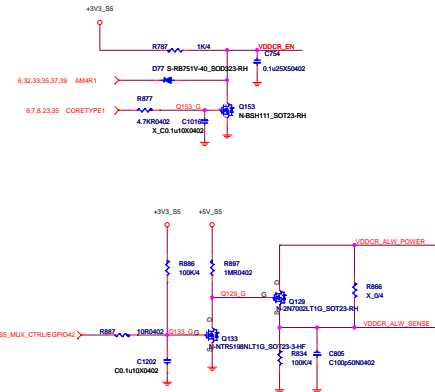 +3V3_S5
R787 1K/4 VDDCR_EN
C754
D77 S-RB751V-40_SOD323-RH 0.1u25X50402
6,32,33,35,37,39 AM4R1
R877
6,7,8,23,35 CORETYPE1 Q153_G Q153
4.7KR0402 C1016 N-BSH111_SOT23-RH
X_C0.1u10X0402
+3V3_S5 +5V_S5
VDDCR_ALW_POWER
R886 R897
100K/4 1MR0402
D
Q129_G G Q129 R866
N-2N7002LT1G_SOT23-RH X_0/4
S5_MUX_CTRL/EGPIO42 R887 10R0402 Q133_G G D VDDCR_ALW_SENSE
Q133
N-NTR5198NLT1G_SOT23-3-HF R834 C805
C1202 100K/4 C100p50N0402
C0.1u10X0402